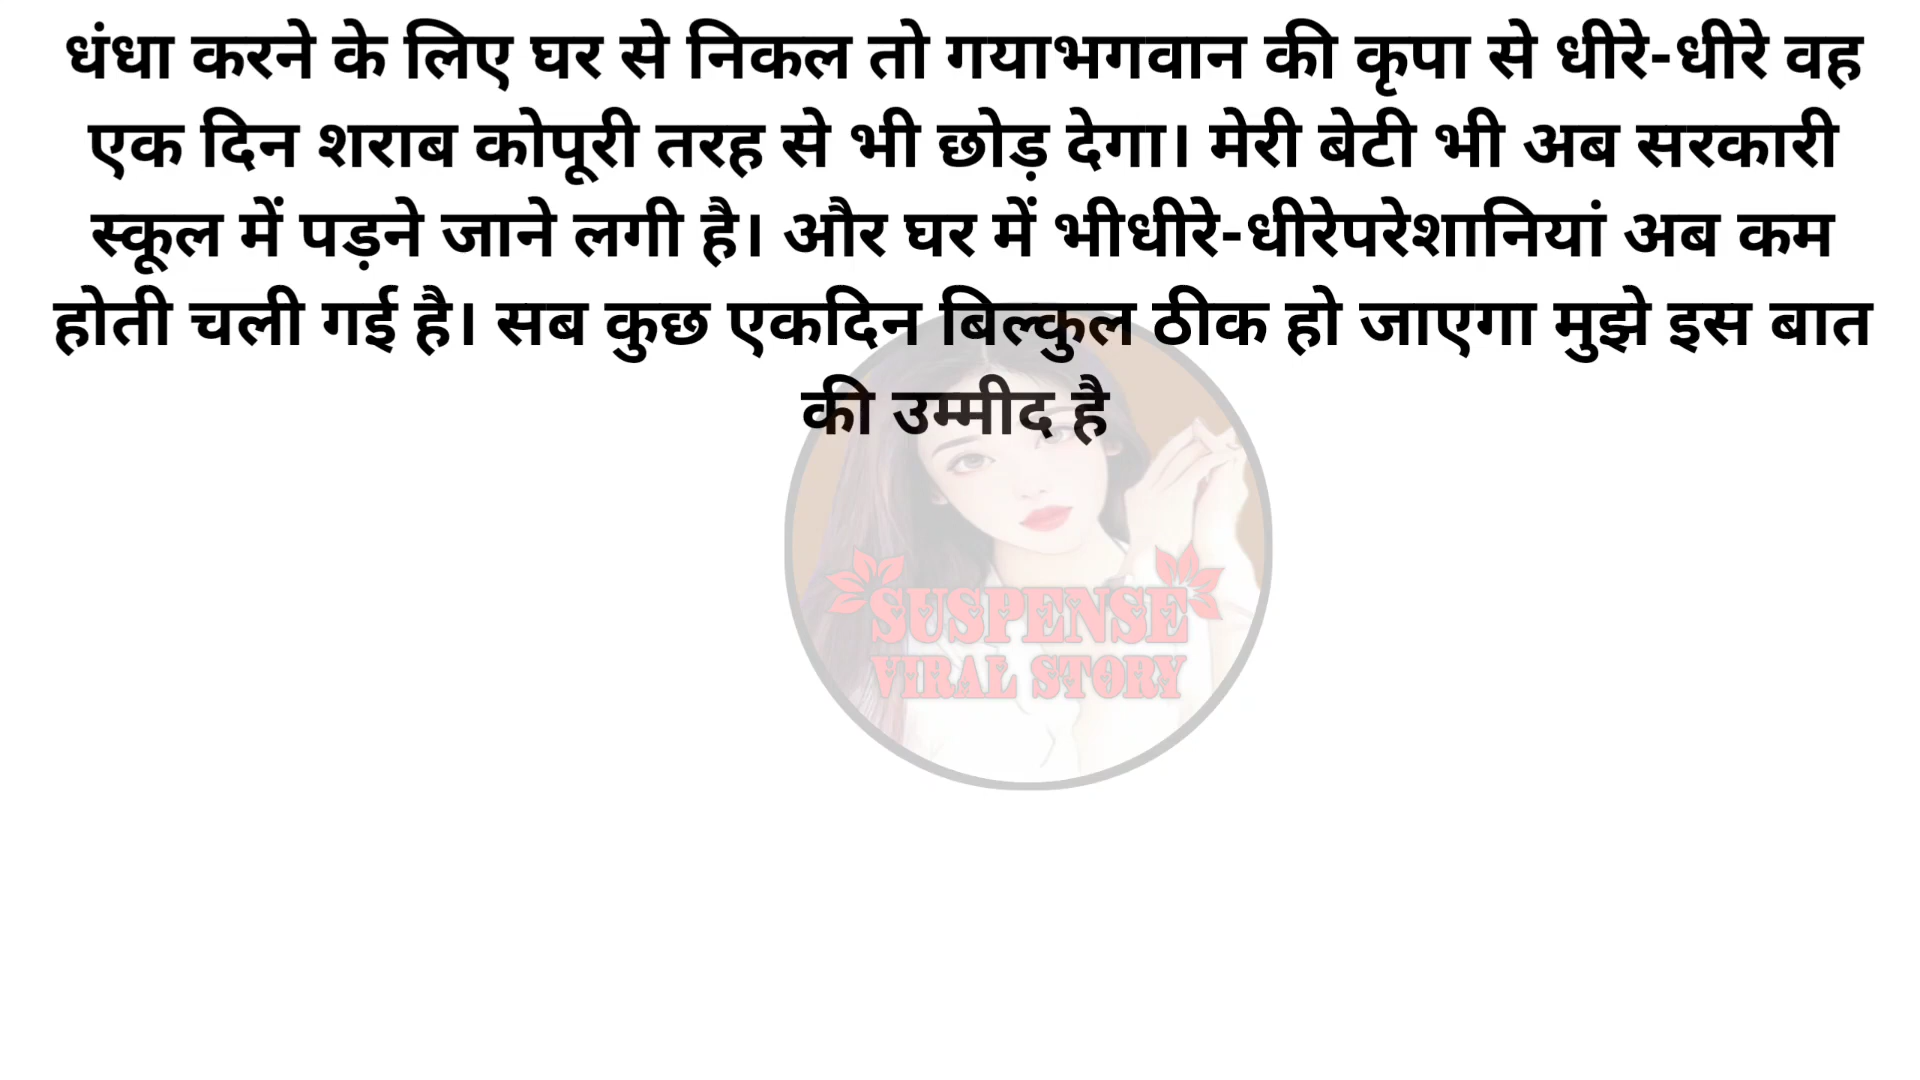 धंधा करने के लिए घर से निकल तो गयाभगवान की कृपा से धीरे-धीरे वह
एक दिन शराब कोपूरी तरह से भी छोड़ देगा। मेरी बेटी भी अब सरकारी
स्कूल में पड़ने जाने लगी है। और घर में भीधीरे-धीरेपरेशानियां अब कम
होती चली गई है। सब कुछ एकदिन बिल्कुल ठीक हो जाएगा मुझे इस बात
की उम्मीद है
SUSPENSE
VIRAL STORY